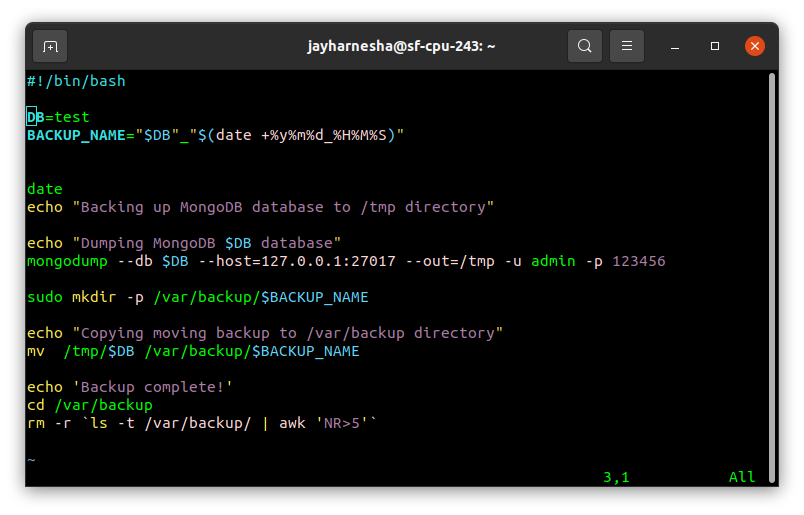 jayharnesha@sf-cpu-243: ~
#!/bin/bash
DB=test
BACKUP_NAME="$DB"_"$(date +%y%m%d_%H%M%S)"
date
echo "Backing up MongoDB database to /tmp directory"
echo "Dumping MongoDB $DB database"
mongodump --db $DB --host=127.0.0.1:27017 --out=/tmp -u admin -p 123456
sudo mkdir -p /var/backup/$BACKUP_NAME
echo "Copying moving backup to /var/backup directory"
mv  /tmp/$DB /var/backup/$BACKUP_NAME
echo 'Backup complete!'
cd /var/backup
rm -r `ls -t /var/backup/ | awk 'NR>5'`
~
3,1 All